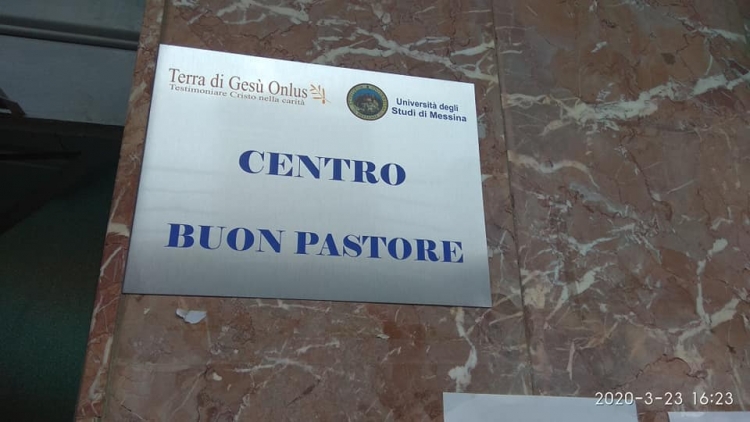 Terra di Gesù Onlus
Testimoniare Cristo nella carità
Università degli
Studi di Messina
CENTRO
BUON PASTORE
2020-3-23 16:23